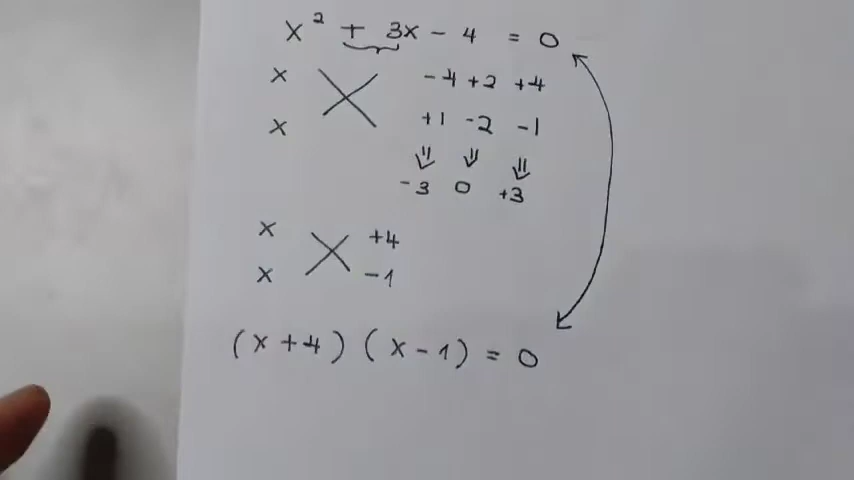 x² + 3x - 4 = 0
x -4 +2 +4
x +1 -2 -1
⇓ ⇓ ⇓
-3 0 +3
x +4
x -1
(x + 4) (x - 1) = 0